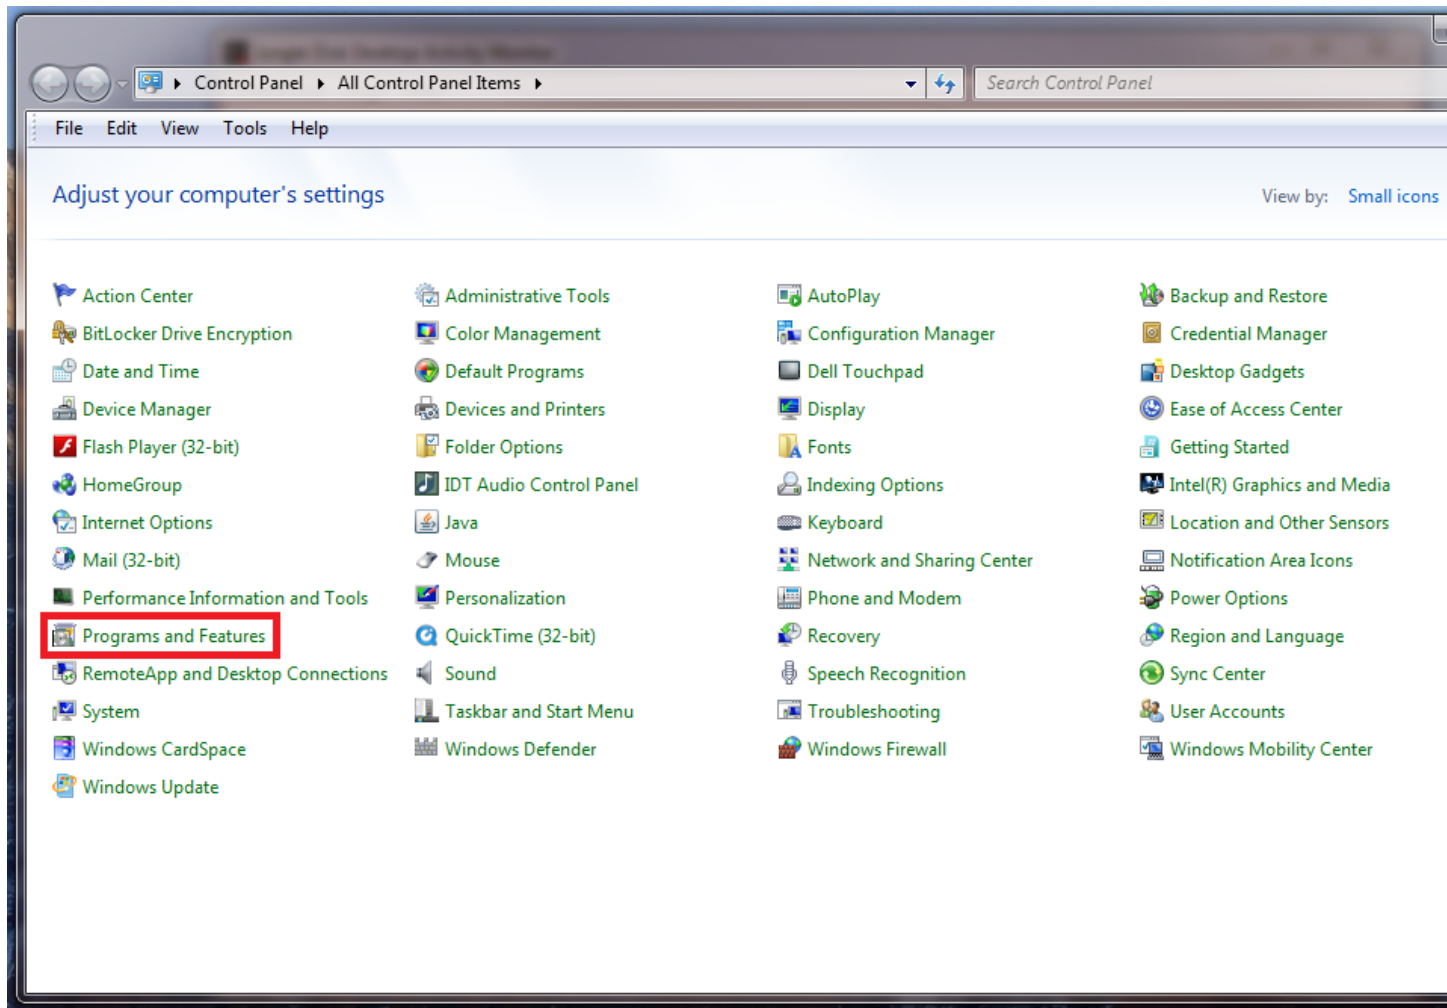 Jungle Disk Desktop Activity Monitor
Control Panel All Control Panel Items Search Control Panel
File Edit View Tools Help
Adjust your computer's settings View by: Small icons
Action Center Administrative Tools AutoPlay Backup and Restore
BitLocker Drive Encryption Color Management Configuration Manager Credential Manager
Date and Time Default Programs Dell Touchpad Desktop Gadgets
Device Manager Devices and Printers Display Ease of Access Center
Flash Player (32-bit) Folder Options Fonts Getting Started
HomeGroup IDT Audio Control Panel Indexing Options Intel(R) Graphics and Media
Internet Options Java Keyboard Location and Other Sensors
Mail (32-bit) Mouse Network and Sharing Center Notification Area Icons
Performance Information and Tools Personalization Phone and Modem Power Options
Programs and Features QuickTime (32-bit) Recovery Region and Language
RemoteApp and Desktop Connections Sound Speech Recognition Sync Center
System Taskbar and Start Menu Troubleshooting User Accounts
Windows CardSpace Windows Defender Windows Firewall Windows Mobility Center
Windows Update